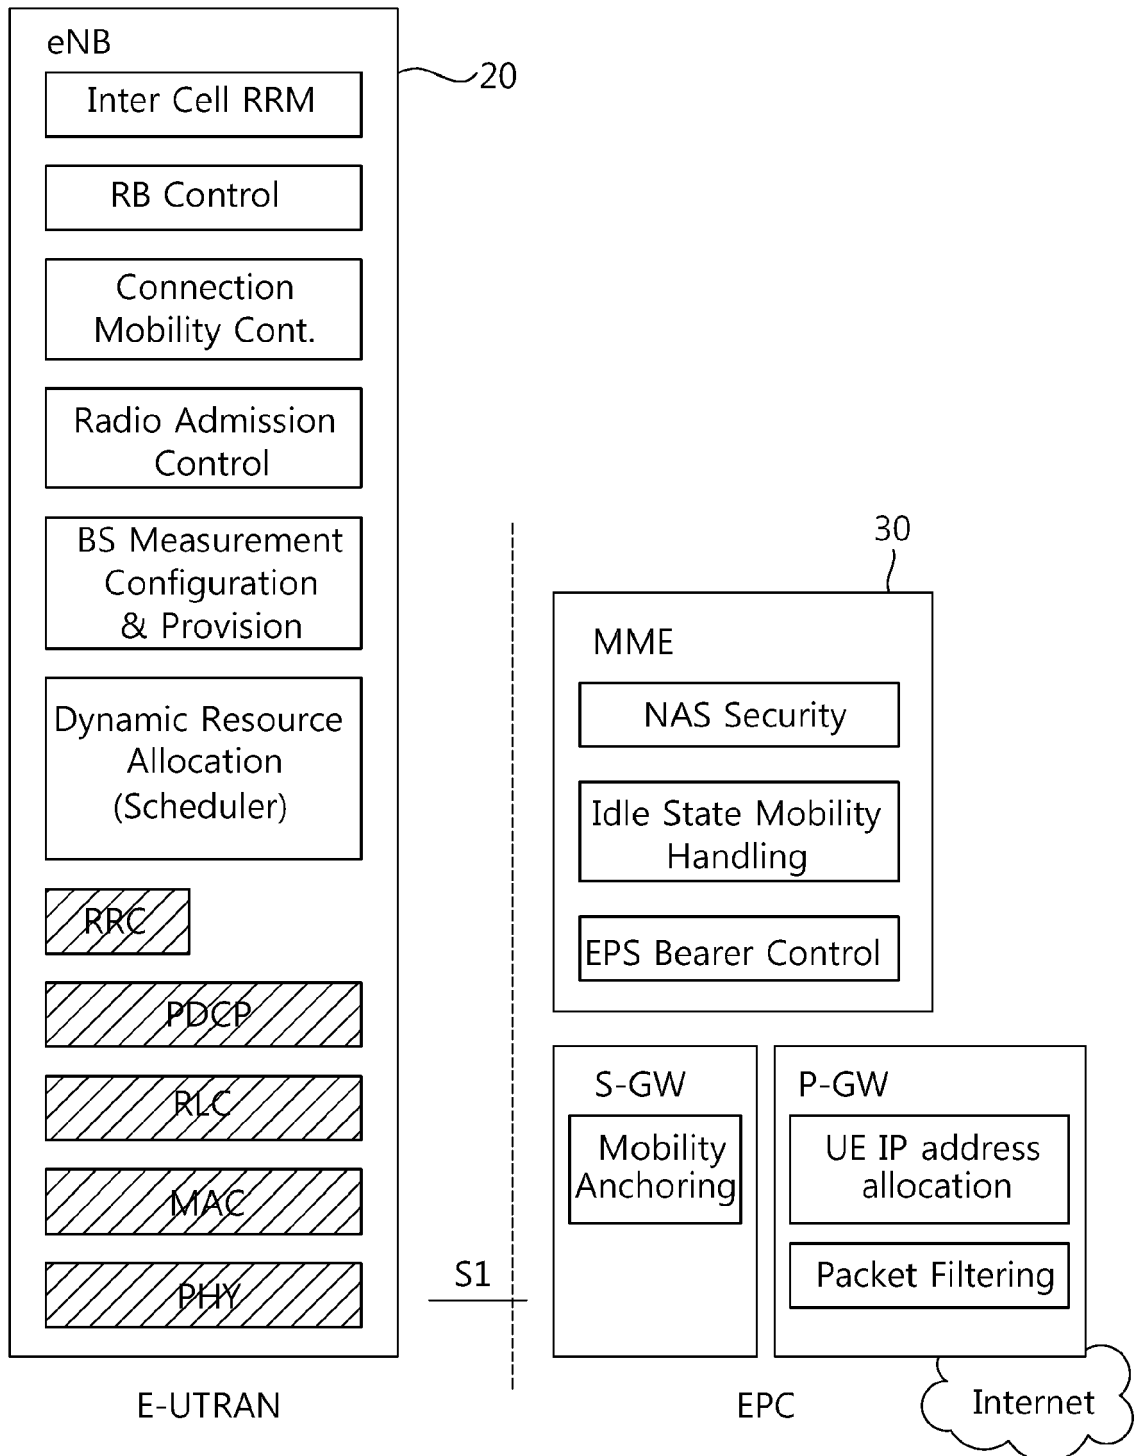 eNB
20
Inter Cell RRM
RB Control
Connection
Mobility Cont.
Radio Admission
Control
BS Measurement
Configuration
& Provision
Dynamic Resource
Allocation
(Scheduler)
RRC
PDCP
RLC
MAC
PHY
E-UTRAN
S1
30
MME
NAS Security
Idle State Mobility
Handling
EPS Bearer Control
S-GW
Mobility
Anchoring
P-GW
UE IP address
allocation
Packet Filtering
EPC
Internet